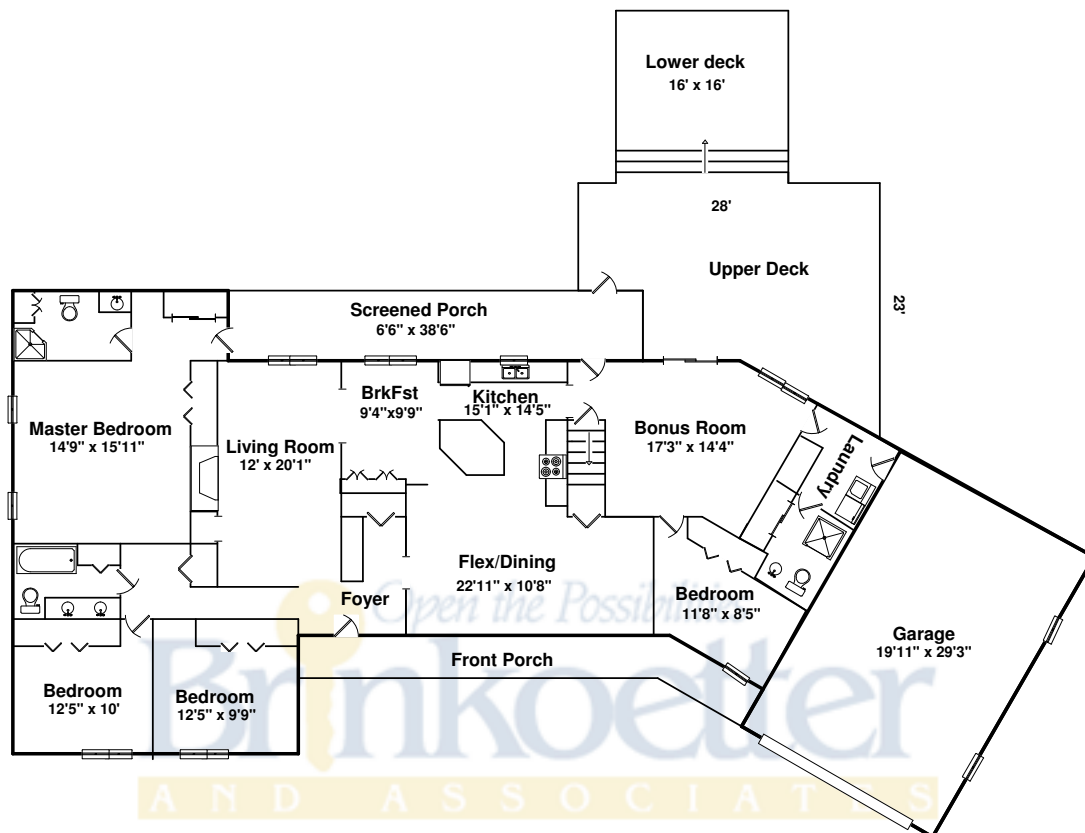 Lower deck
16' x 16'
28'
Upper Deck
23'
Screened Porch
6'6" x 38'6"
BrkFst
9'4"x9'9"
Kitchen
15'1" x 14'5"
Master Bedroom
14'9" x 15'11"
Living Room
12' x 20'1"
Bonus Room
17'3" x 14'4"
Laundry
Flex/Dining
22'11" x 10'8"
Foyer
Bedroom
11'8" x 8'5"
Garage
19'11" x 29'3"
Front Porch
Bedroom
12'5" x 10'
Bedroom
12'5" x 9'9"
Open the Possibilities
Brinkoetter
AND ASSOCIATES